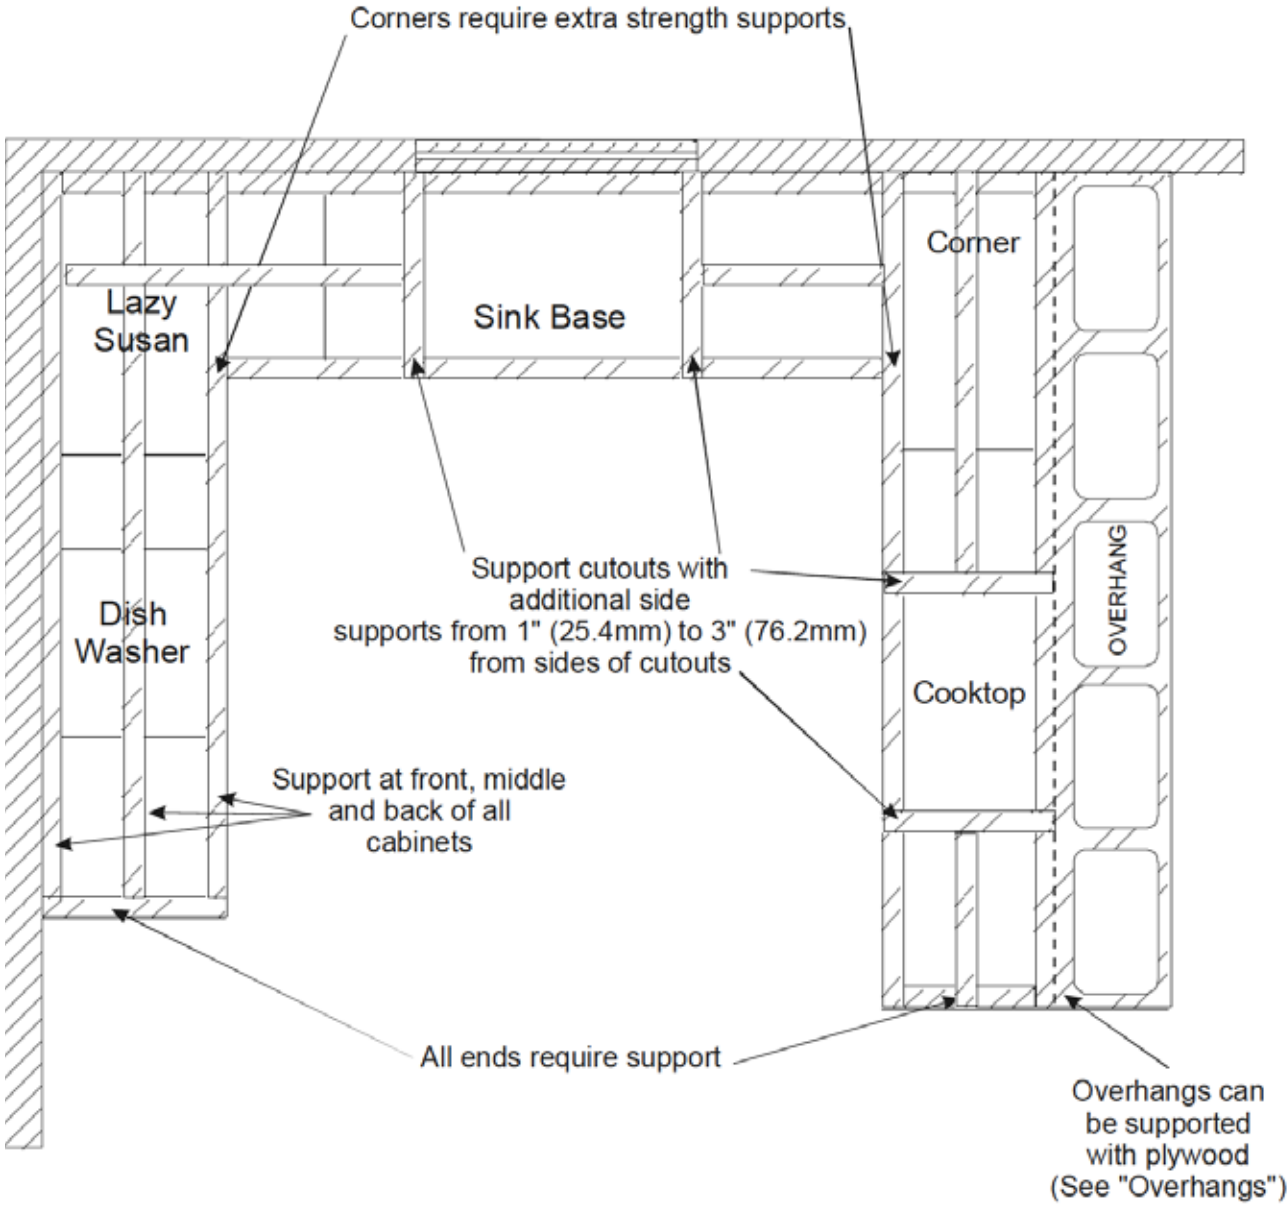 Corners require extra strength supports
Corner
Lazy
Susan
Sink Base
OVERHANG
Support cutouts with
additional side
supports from 1" (25.4mm) to 3" (76.2mm)
from sides of cutouts
Dish
Washer
Cooktop
Support at front, middle
and back of all
cabinets
All ends require support
Overhangs can
be supported
with plywood
(See "Overhangs")